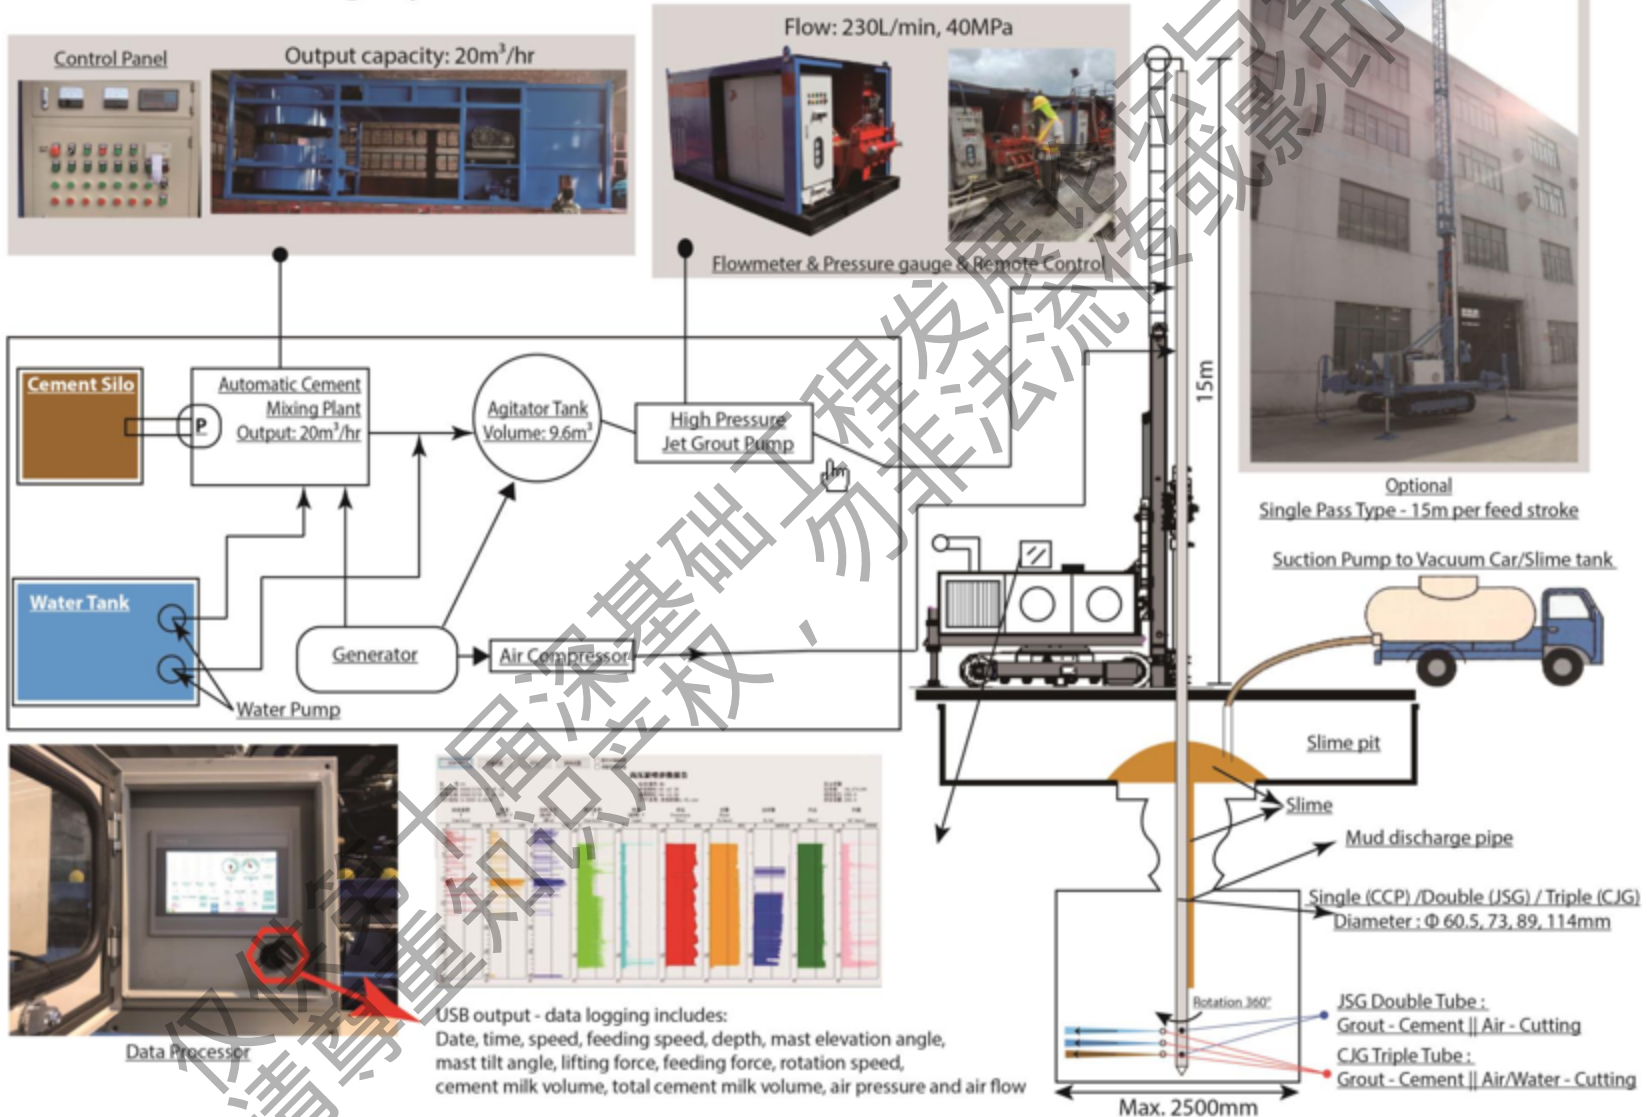 Control Panel
Output capacity: 20m³/hr
Flow: 230L/min, 40MPa
Flowmeter & Pressure gauge & Remote Control
Cement Silo
P
Automatic Cement
Mixing Plant
Output: 20m³/hr
Agitator Tank
Volume: 9.6m³
High Pressure
Jet Grout Pump
15m
Optional
Single Pass Type - 15m per feed stroke
Suction Pump to Vacuum Car/Slime tank
Water Tank
Generator
Air Compressor
Water Pump
Slime pit
Slime
Mud discharge pipe
Single (CCP) /Double (JSG) / Triple (CJG)
Diameter : Φ 60.5, 73, 89, 114mm
Rotation 360°
JSG Double Tube :
Grout - Cement || Air - Cutting
CJG Triple Tube :
Grout - Cement || Air/Water - Cutting
Max. 2500mm
Data Processor
USB output - data logging includes:
Date, time, speed, feeding speed, depth, mast elevation angle,
mast tilt angle, lifting force, feeding force, rotation speed,
cement milk volume, total cement milk volume, air pressure and air flow
仅供第十届深基础工程发展论坛与
请尊重知识产权，勿非法流传或影印